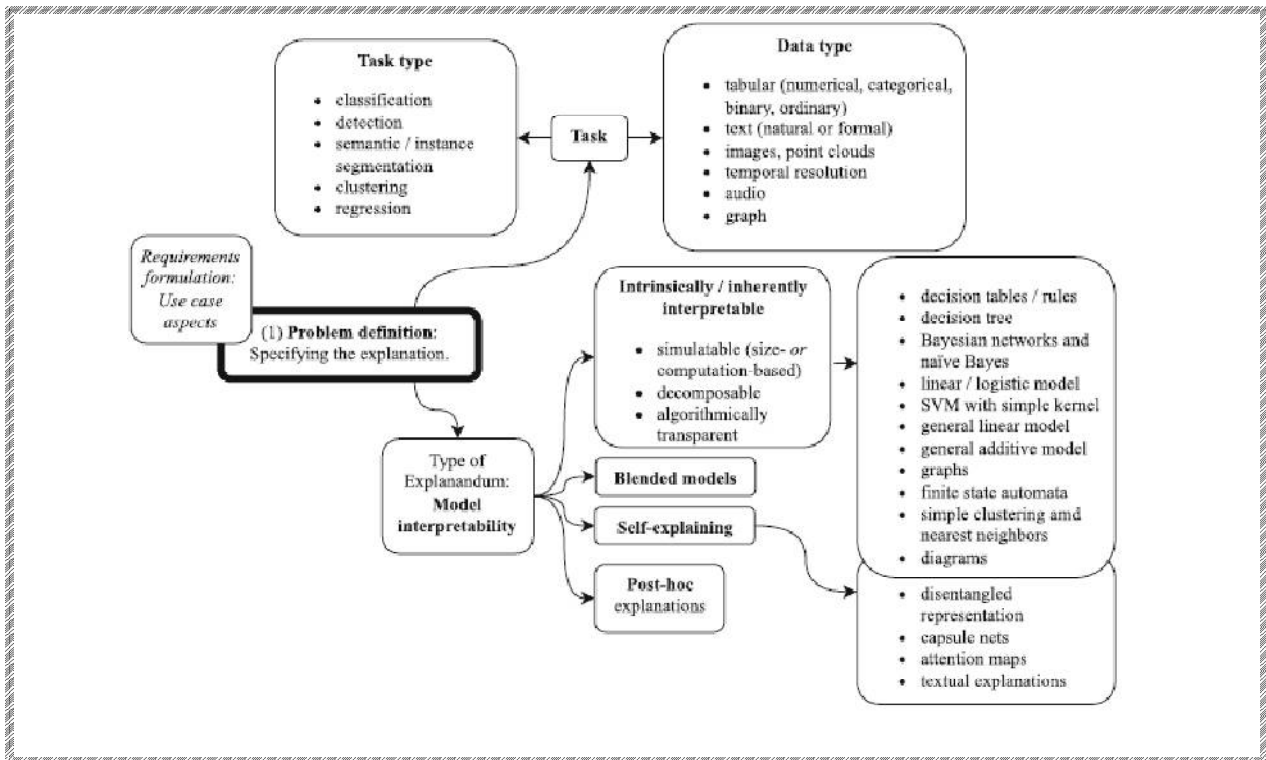 Task type
• classification
• detection
• semantic / instance
segmentation
• clustering
• regression
Task
Data type
• tabular (numerical, categorical,
binary, ordinary)
• text (natural or formal)
• images, point clouds
• temporal resolution
• audio
• graph
Requirements
formulation:
Use case
aspects
(1) Problem definition:
Specifying the explanation.
Type of
Explanandum:
Model
interpretability
Intrinsically / inherently
interpretable
• simulatable (size- or
computation-based)
• decomposable
• algorithmically
transparent
Blended models
Self-explaining
Post-hoc
explanations
• decision tables / rules
• decision tree
• Bayesian networks and
naïve Bayes
• linear / logistic model
• SVM with simple kernel
• general linear model
• general additive model
• graphs
• finite state automata
• simple clustering amd
nearest neighbors
• diagrams
• disentangled
representation
• capsule nets
• attention maps
• textual explanations